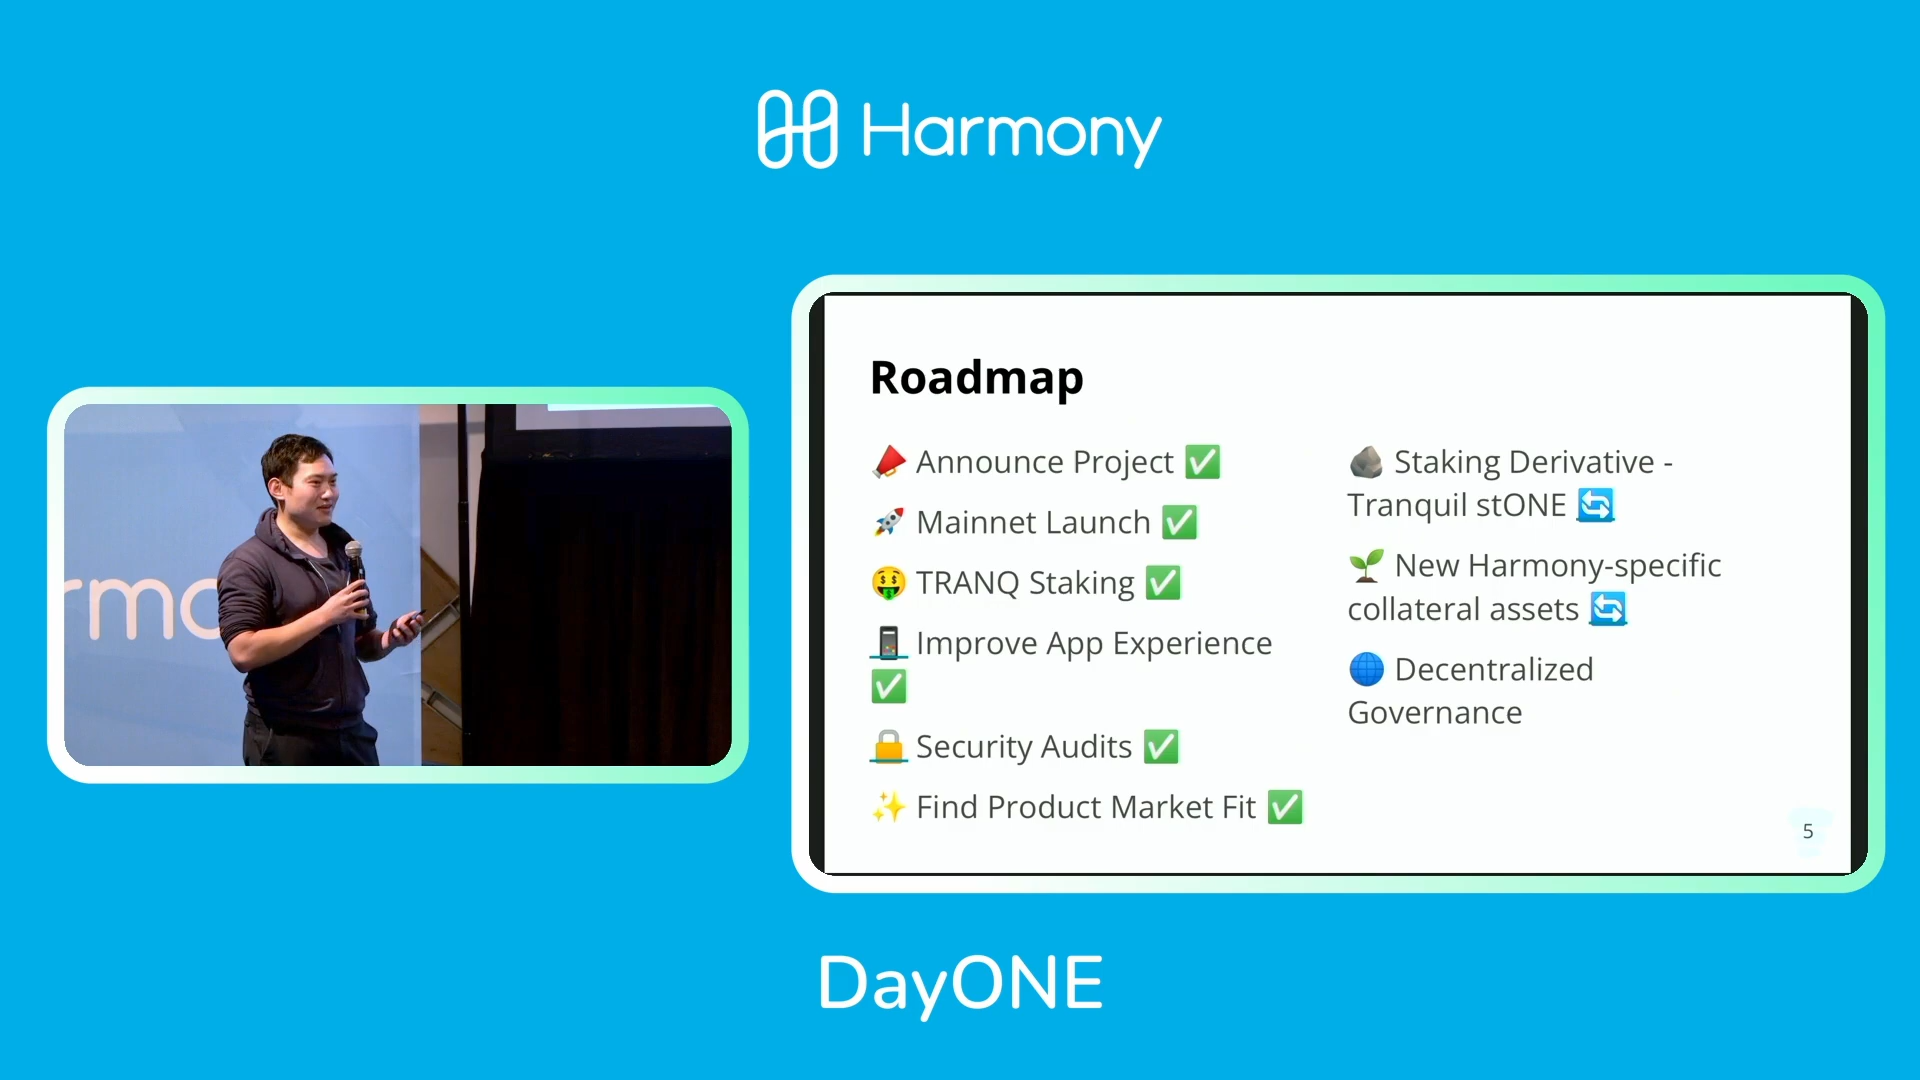 Harmony
rmo
Roadmap
📣 Announce Project ✅
🚀 Mainnet Launch ✅
🤑 TRANQ Staking ✅
📱 Improve App Experience
✅
🔒 Security Audits ✅
✨ Find Product Market Fit ✅
🪨 Staking Derivative -
Tranquil stONE 🔄
🌱 New Harmony-specific
collateral assets 🔄
🌐 Decentralized
Governance
5
DayONE